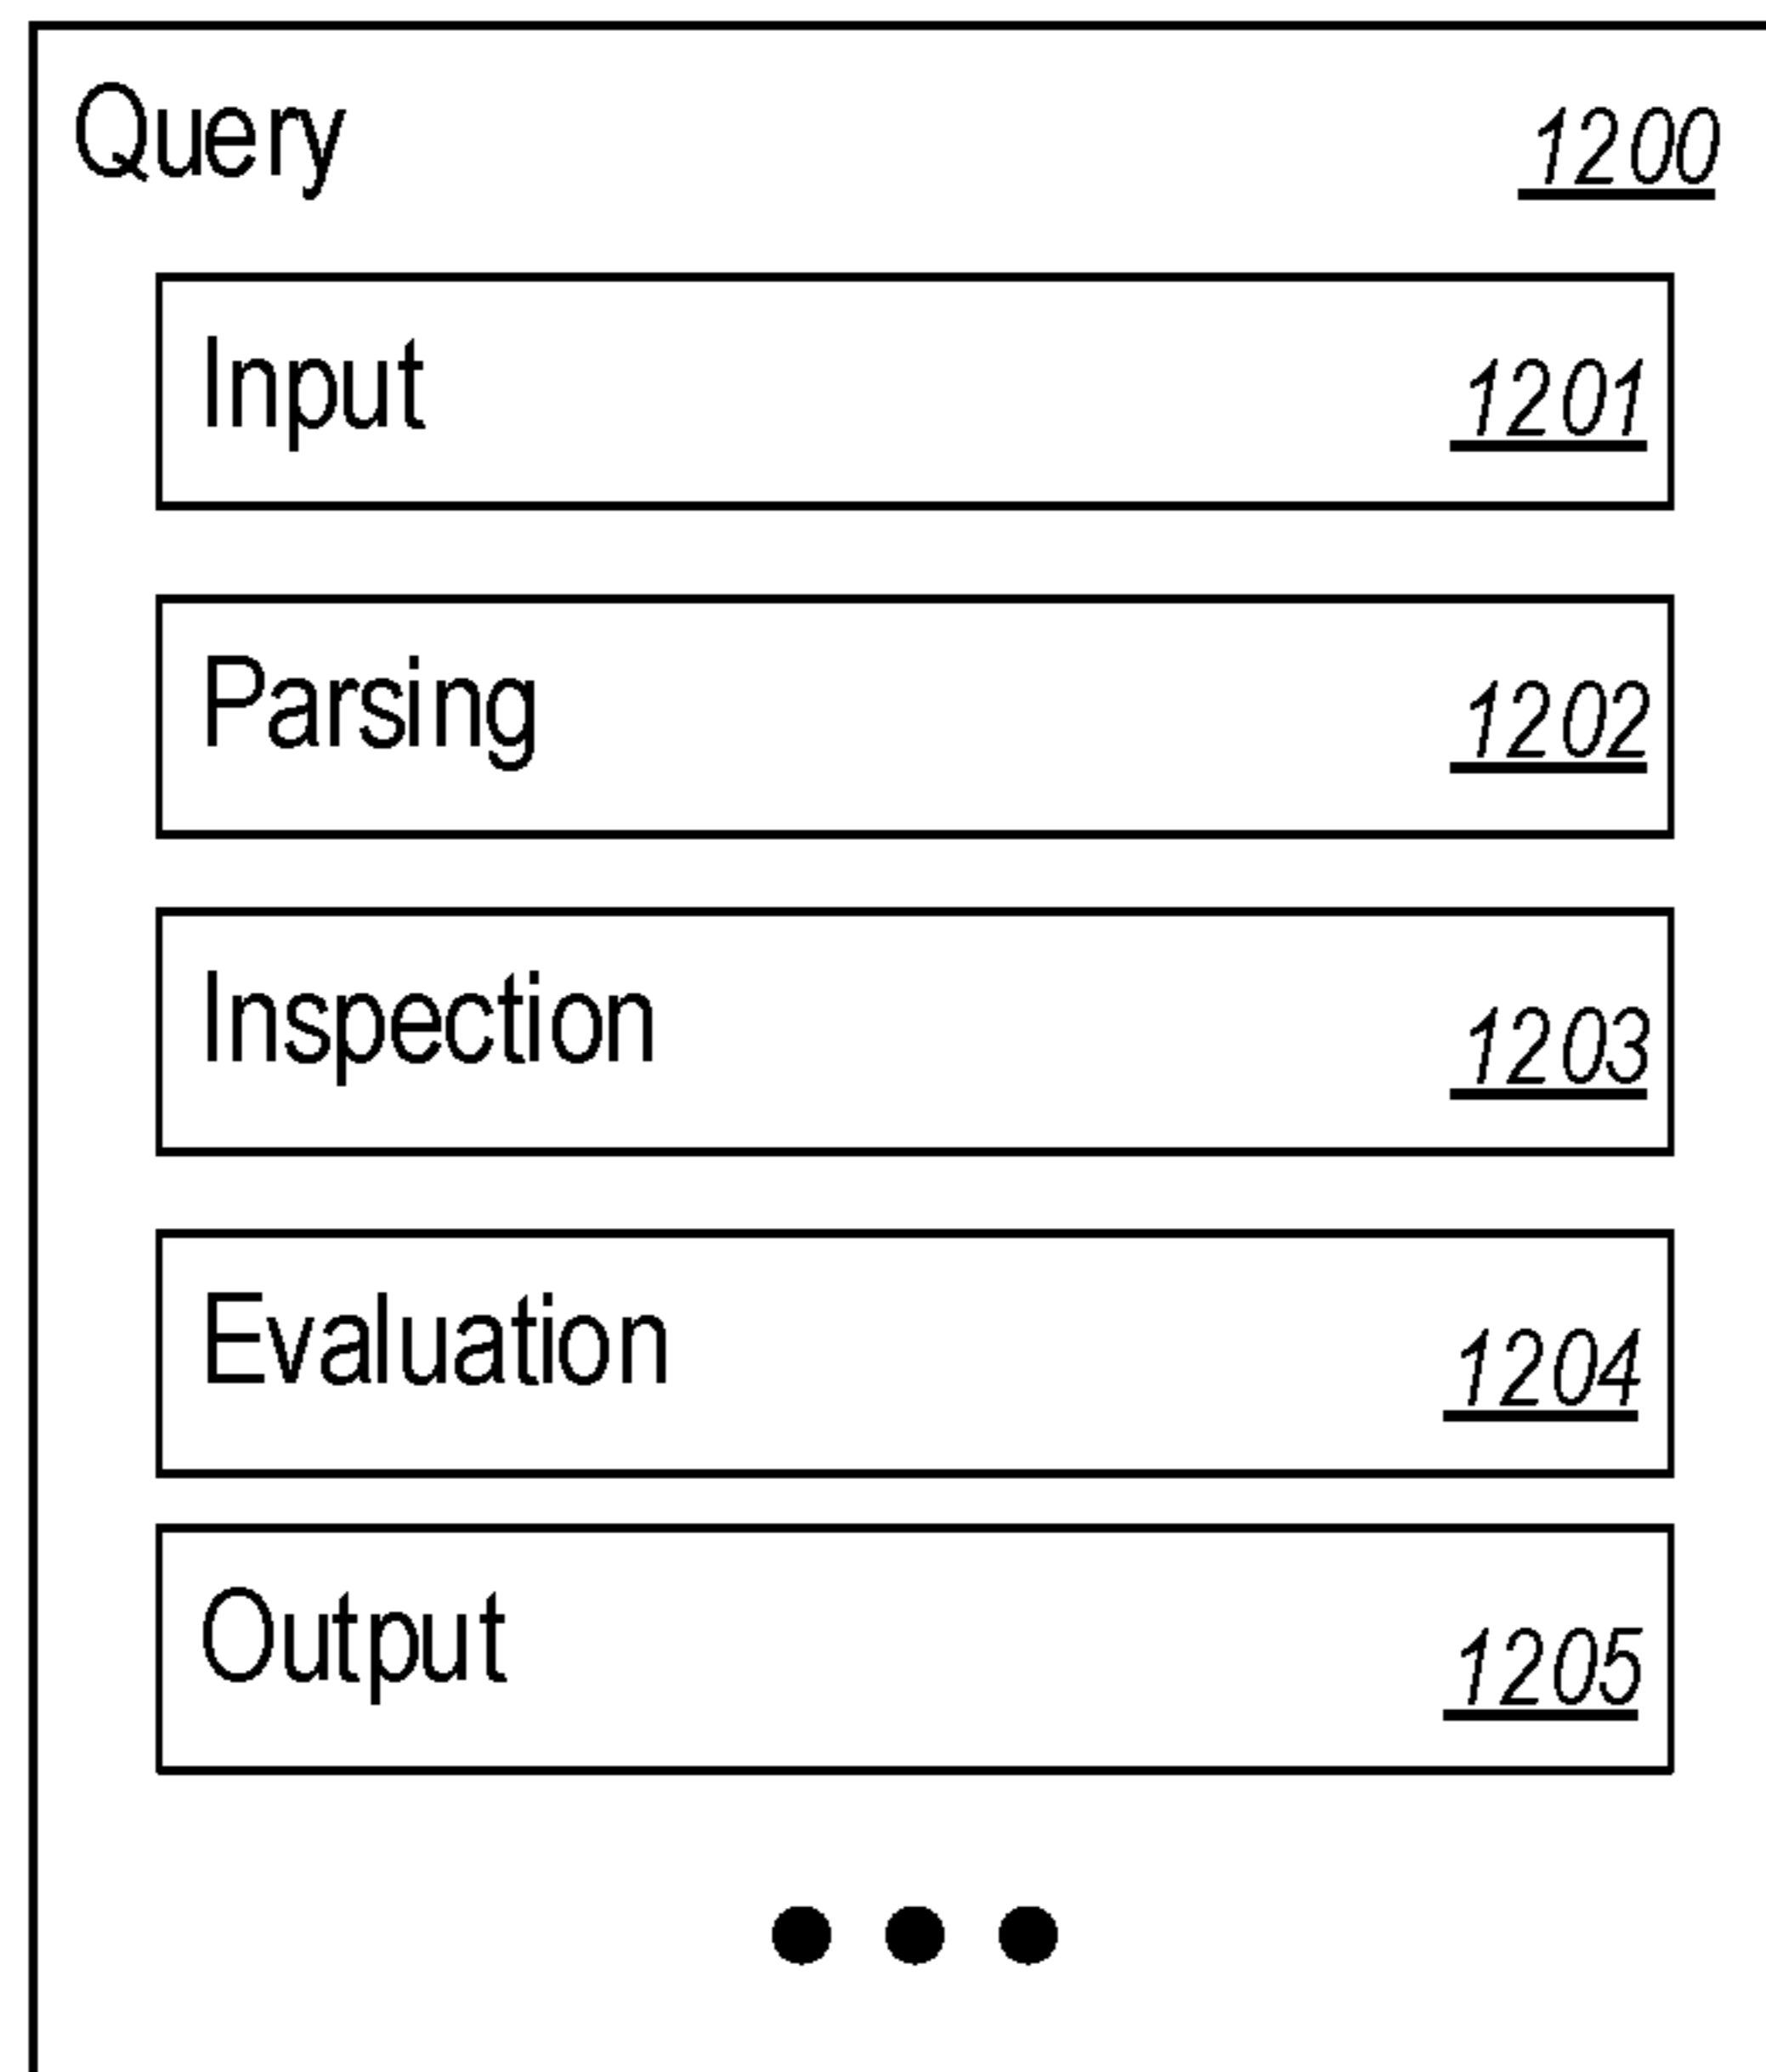 Query 1200
Input 1201
Parsing 1202
Inspection 1203
Evaluation 1204
Output 1205